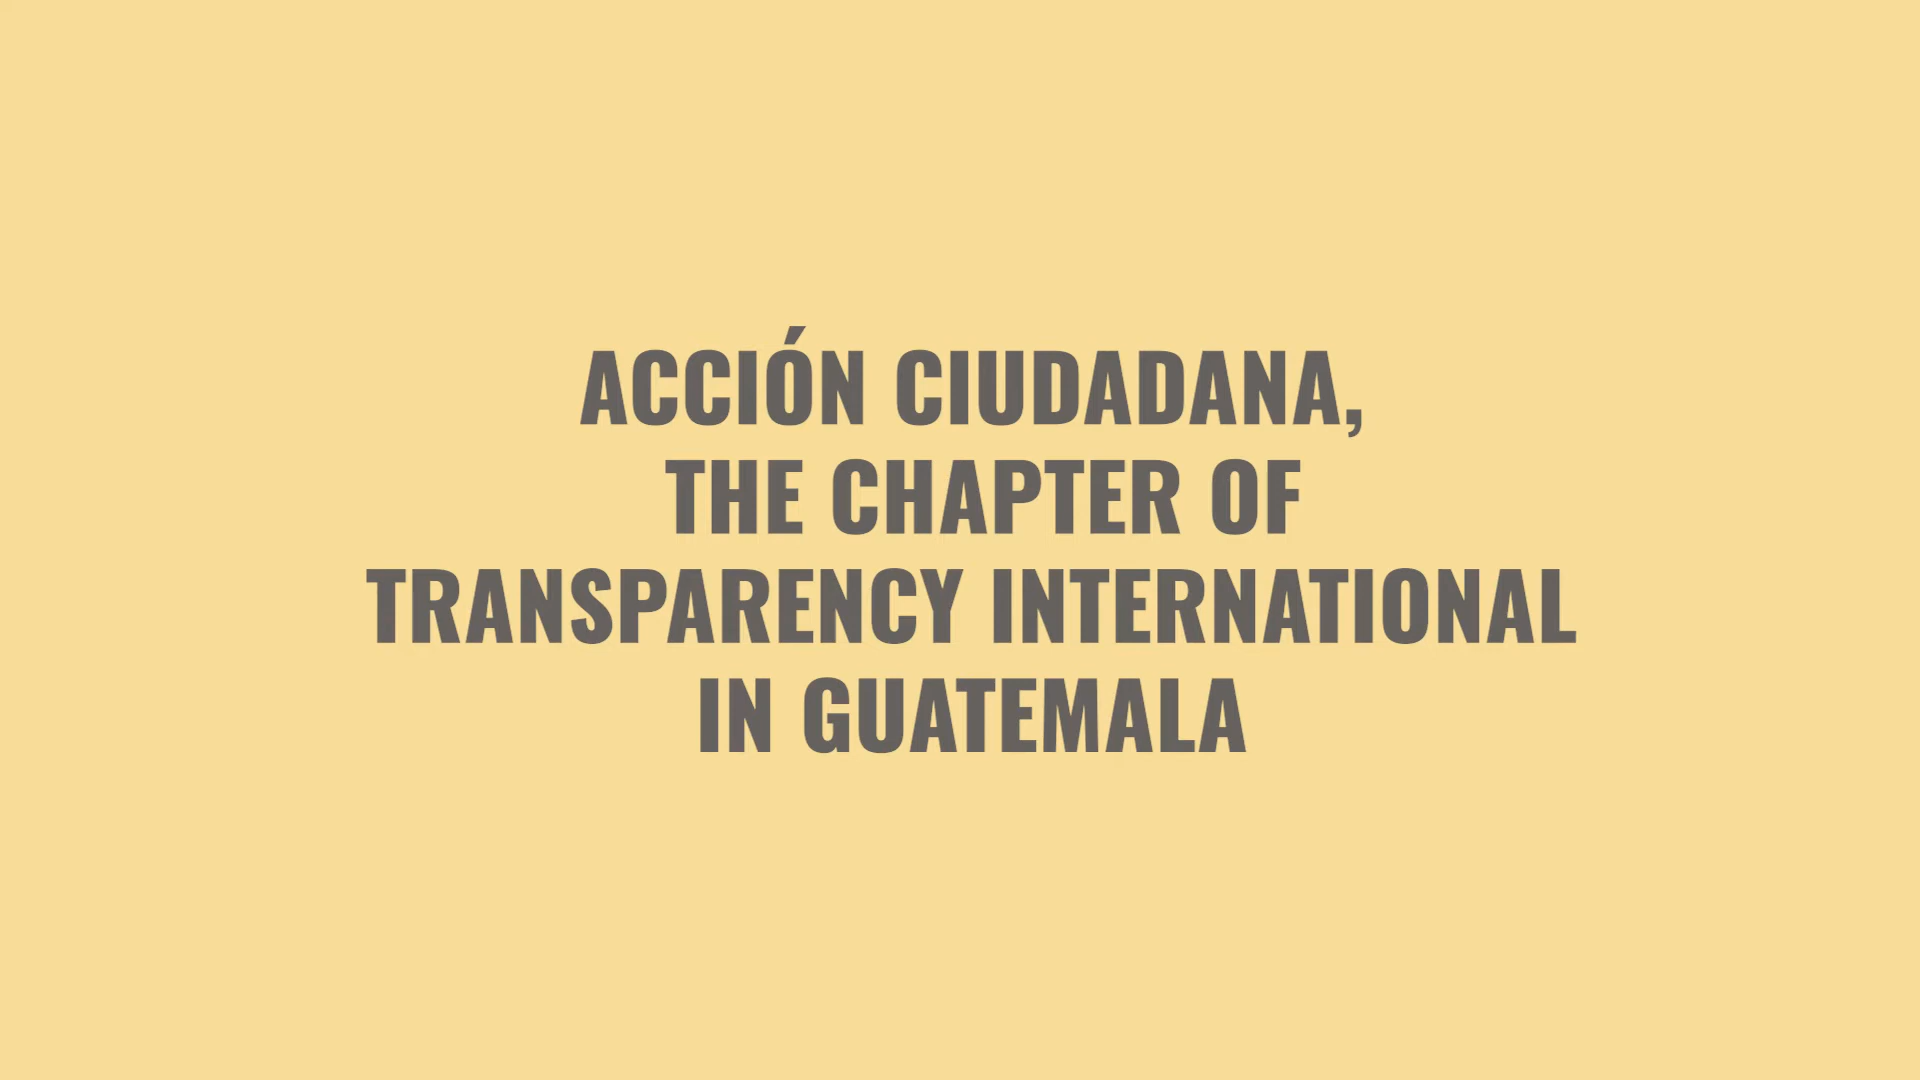 ACCIÓN CIUDADANA,
THE CHAPTER OF
TRANSPARENCY INTERNATIONAL
IN GUATEMALA